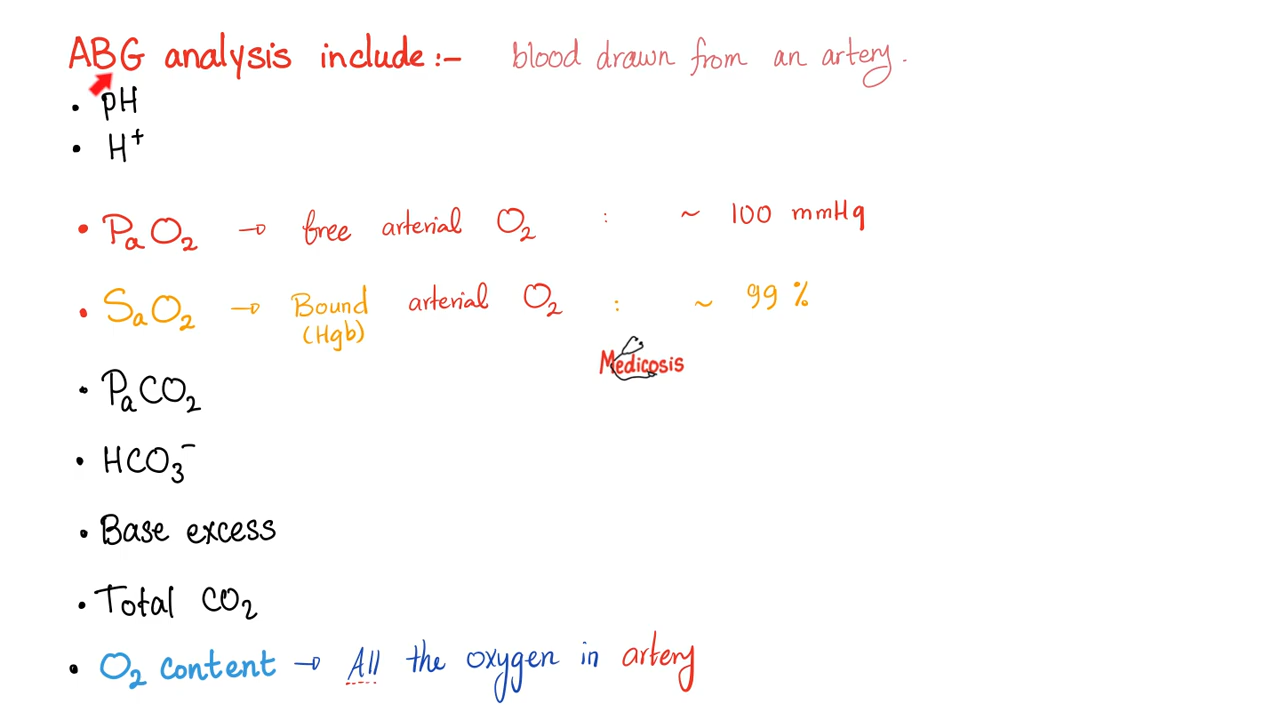 ABG analysis include :- blood drawn from an artery.
• pH
• H⁺
• PaO₂ → free arterial O₂ : ~ 100 mmHg
• SaO₂ → Bound arterial O₂ : ~ 99 %
(Hgb)
Medicosis
• PaCO₂
• HCO₃⁻
• Base excess
• Total CO₂
• O₂ content → All the oxygen in artery